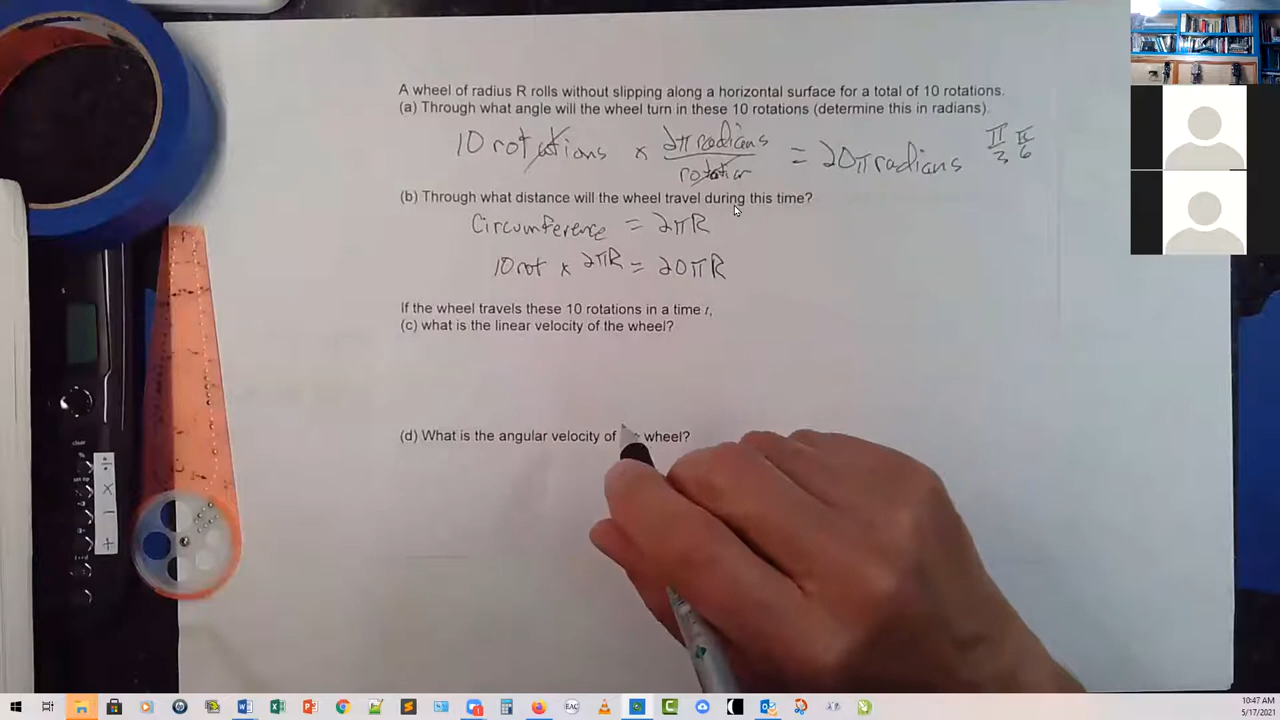 A wheel of radius R rolls without slipping along a horizontal surface for a total of 10 rotations.
(a) Through what angle will the wheel turn in these 10 rotations (determine this in radians).
10 rotations × 2π radians / rotation = 20π radians π/3 π/6
(b) Through what distance will the wheel travel during this time?
Circumference = 2πR
10 rot × 2πR = 20πR
If the wheel travels these 10 rotations in a time t,
(c) what is the linear velocity of the wheel?
(d) What is the angular velocity of wheel?
clear
×
-
+
EAC
10:47 AM
5/17/2021